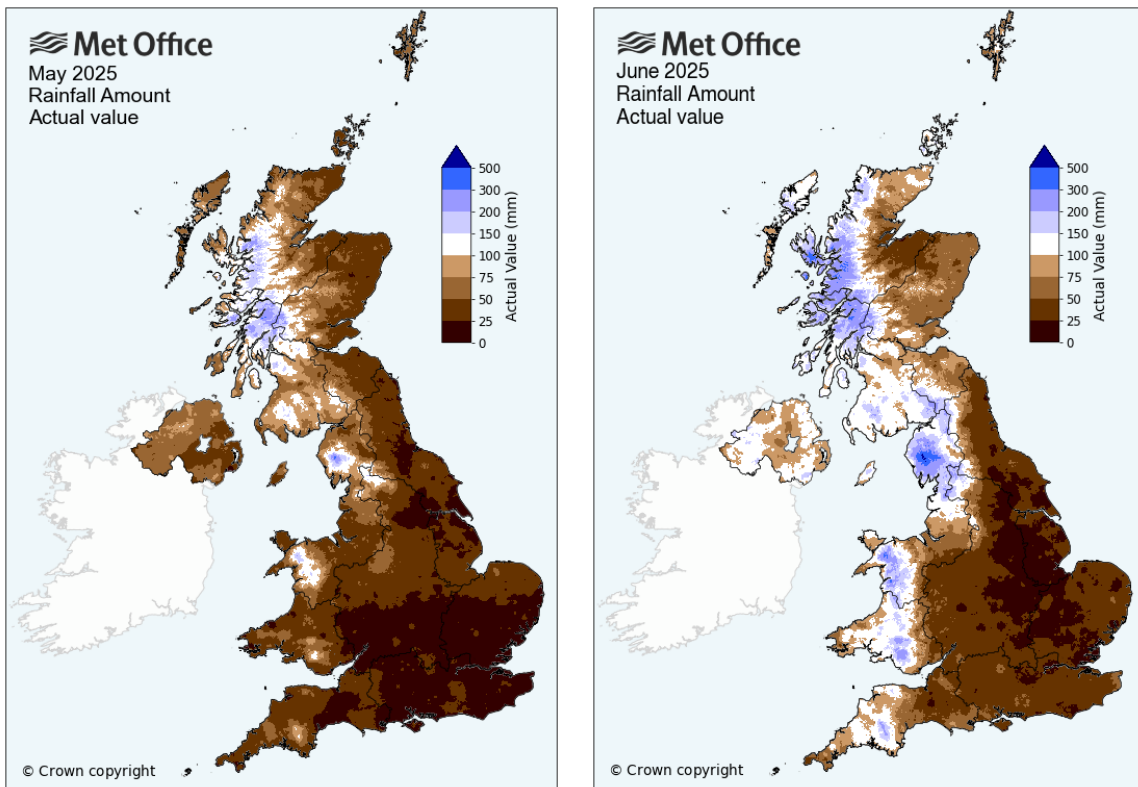 Met Office
May 2025
Rainfall Amount
Actual value
500
300
200
150
100
75
50
25
0
Actual Value (mm)
© Crown copyright
Met Office
June 2025
Rainfall Amount
Actual value
500
300
200
150
100
75
50
25
0
Actual Value (mm)
© Crown copyright